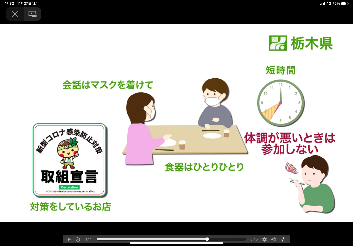 栃木県
短時間
会話はマスクを着けて
体調が悪いときは
参加しない
食器はひとりひとり
新型コロナ感染防止対策
取組宣言
対策をしているお店